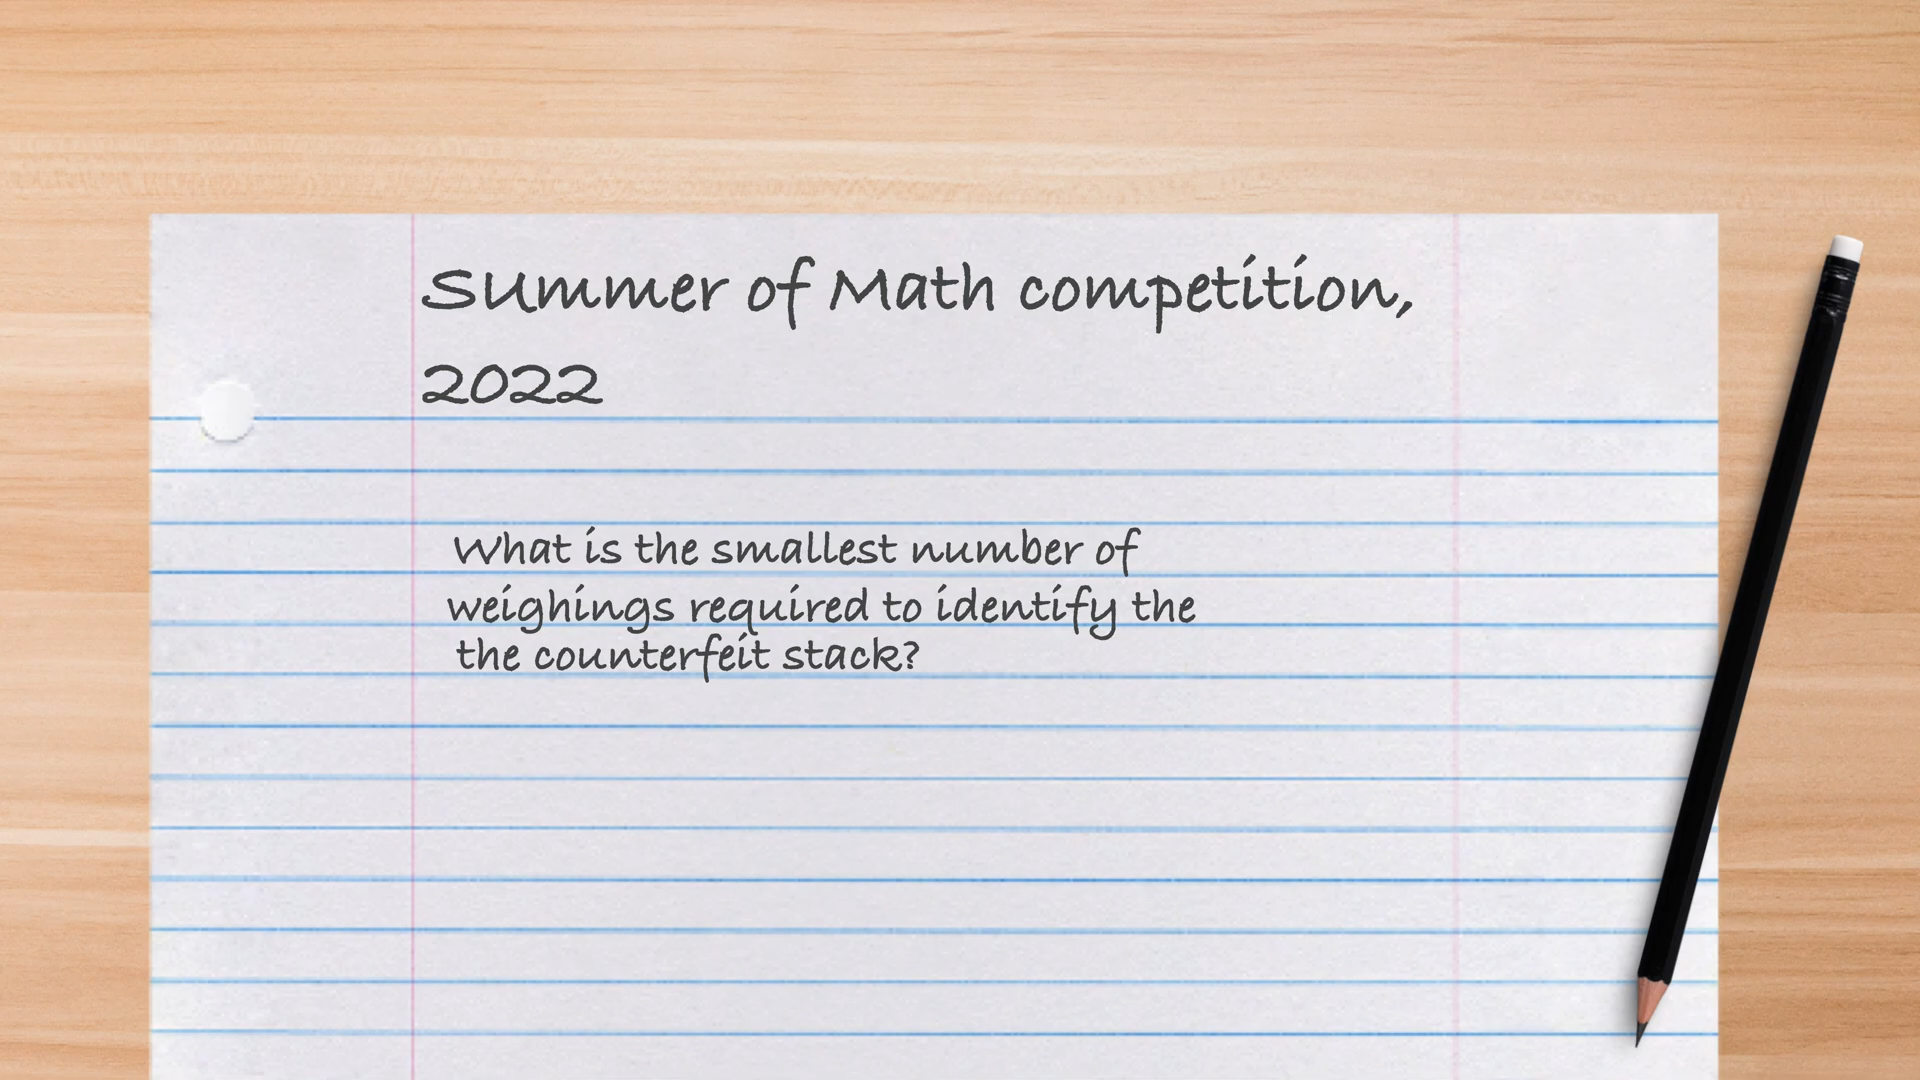 Summer of Math competition,
2022
What is the smallest number of
weighings required to identify the
the counterfeit stack?